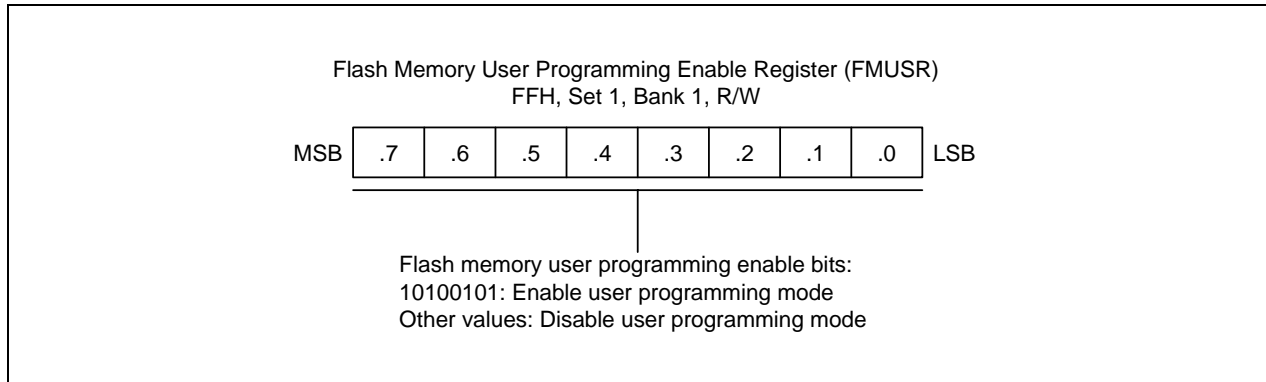 Flash Memory User Programming Enable Register (FMUSR)
FFH, Set 1, Bank 1, R/W
MSB .7 .6 .5 .4 .3 .2 .1 .0 LSB
Flash memory user programming enable bits:
10100101: Enable user programming mode
Other values: Disable user programming mode